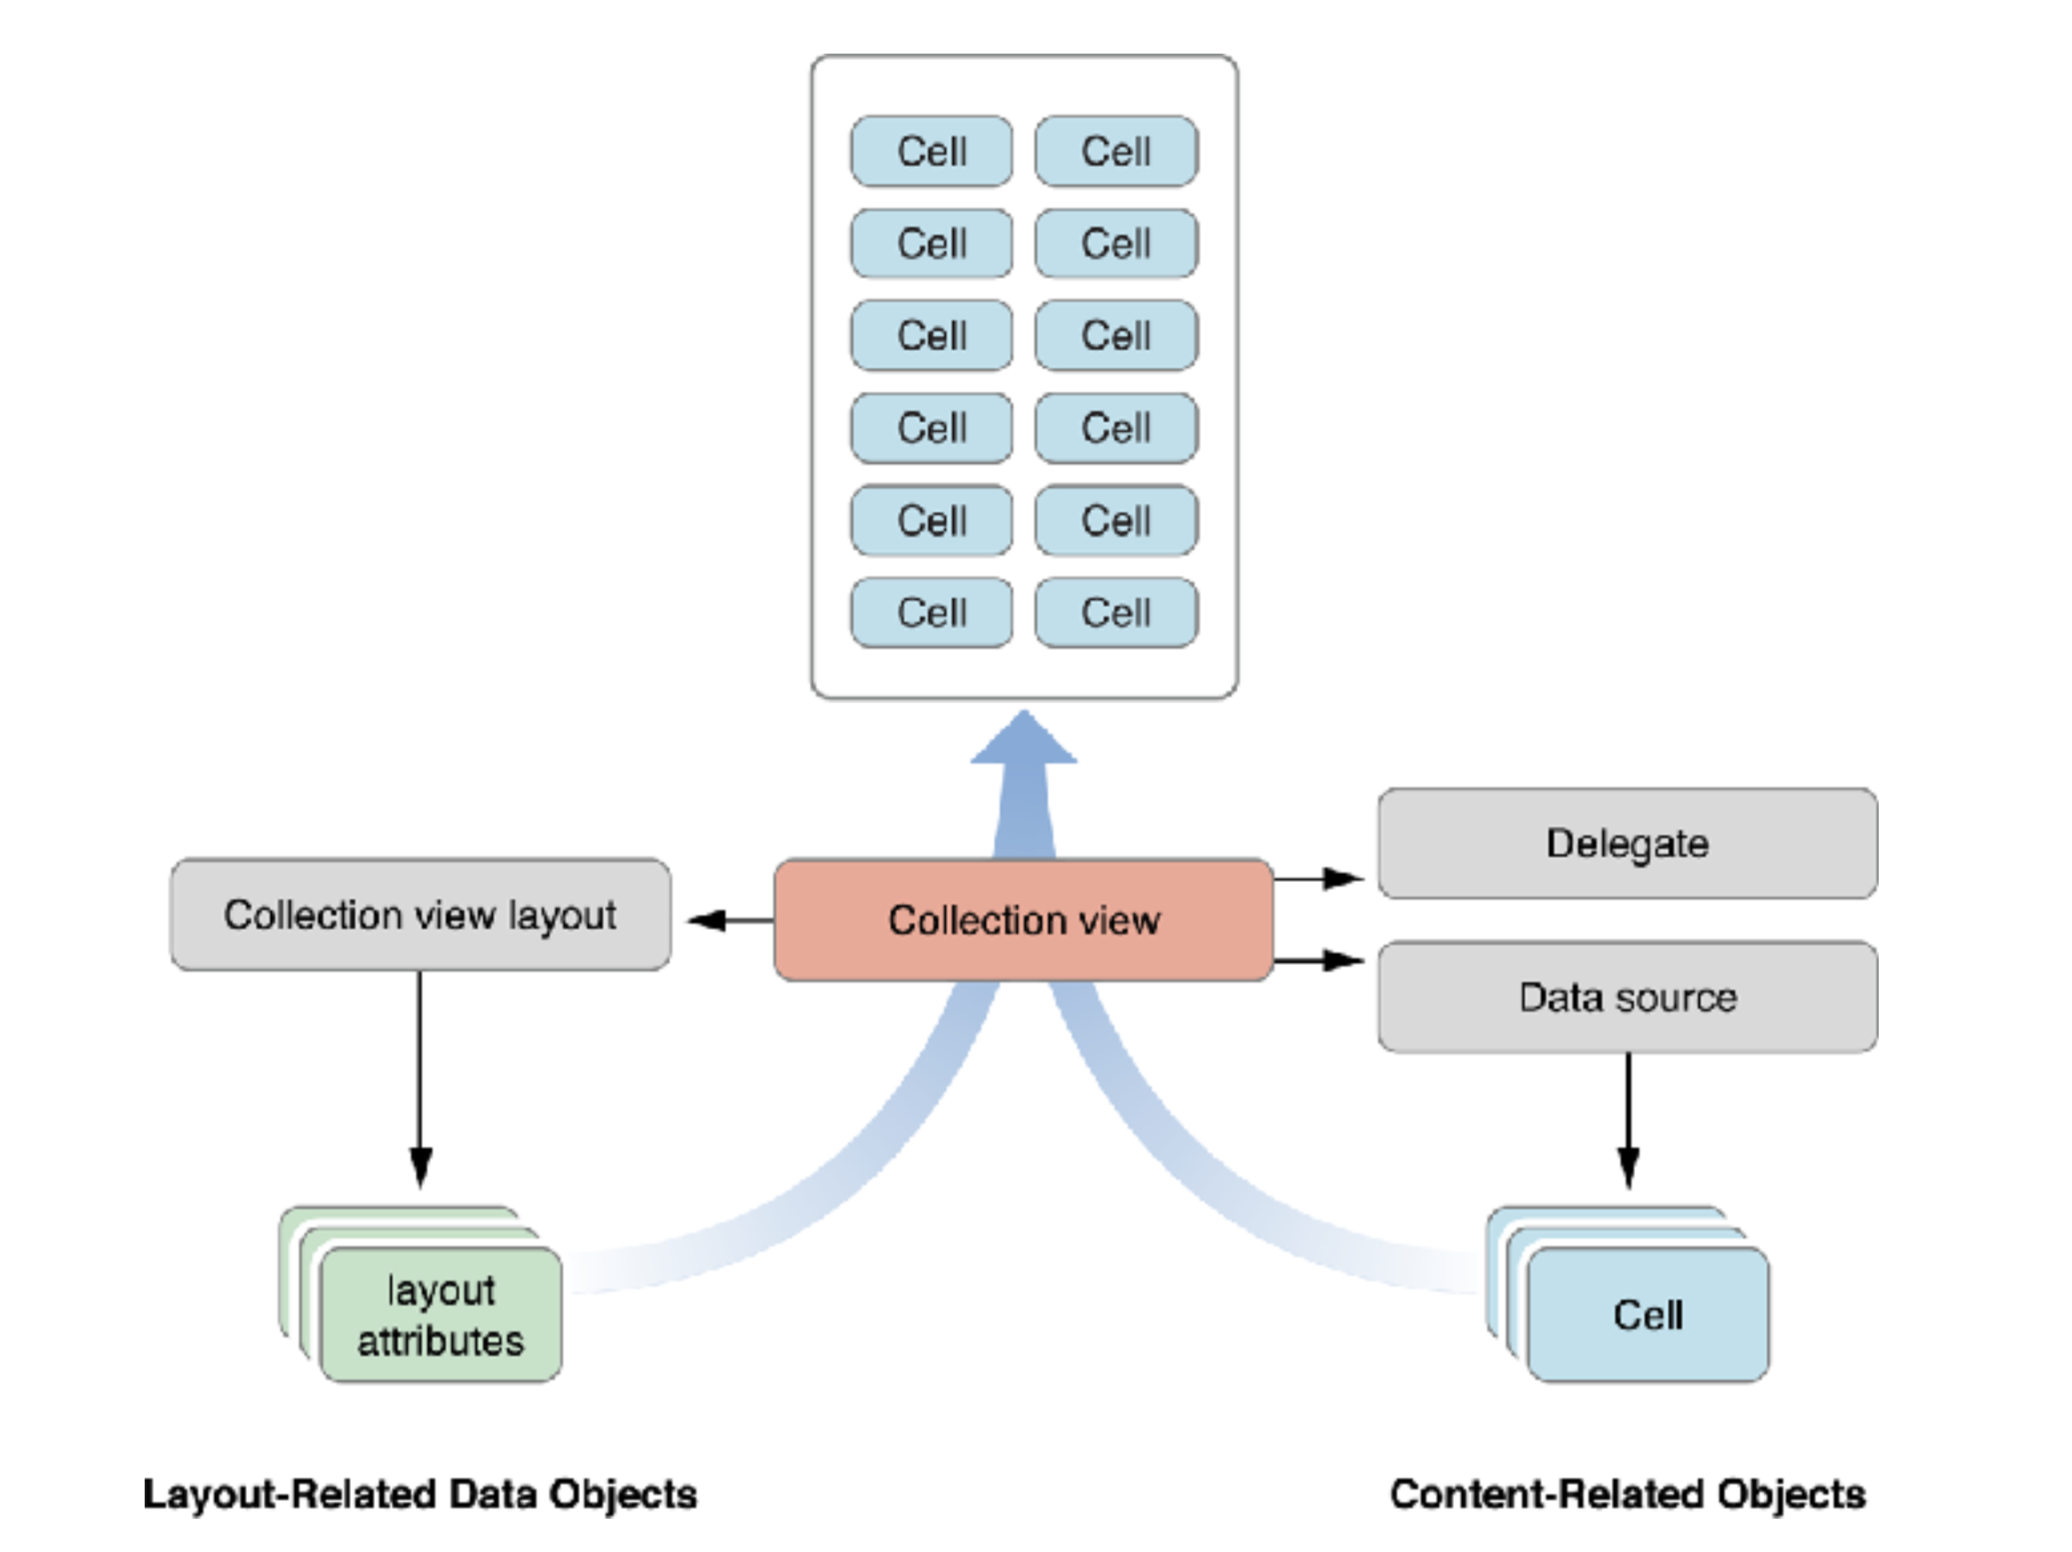 Cell Cell
Cell Cell
Cell Cell
Cell Cell
Cell Cell
Cell Cell
Delegate
Collection view layout
Collection view
Data source
layout
attributes
Cell
Layout-Related Data Objects
Content-Related Objects